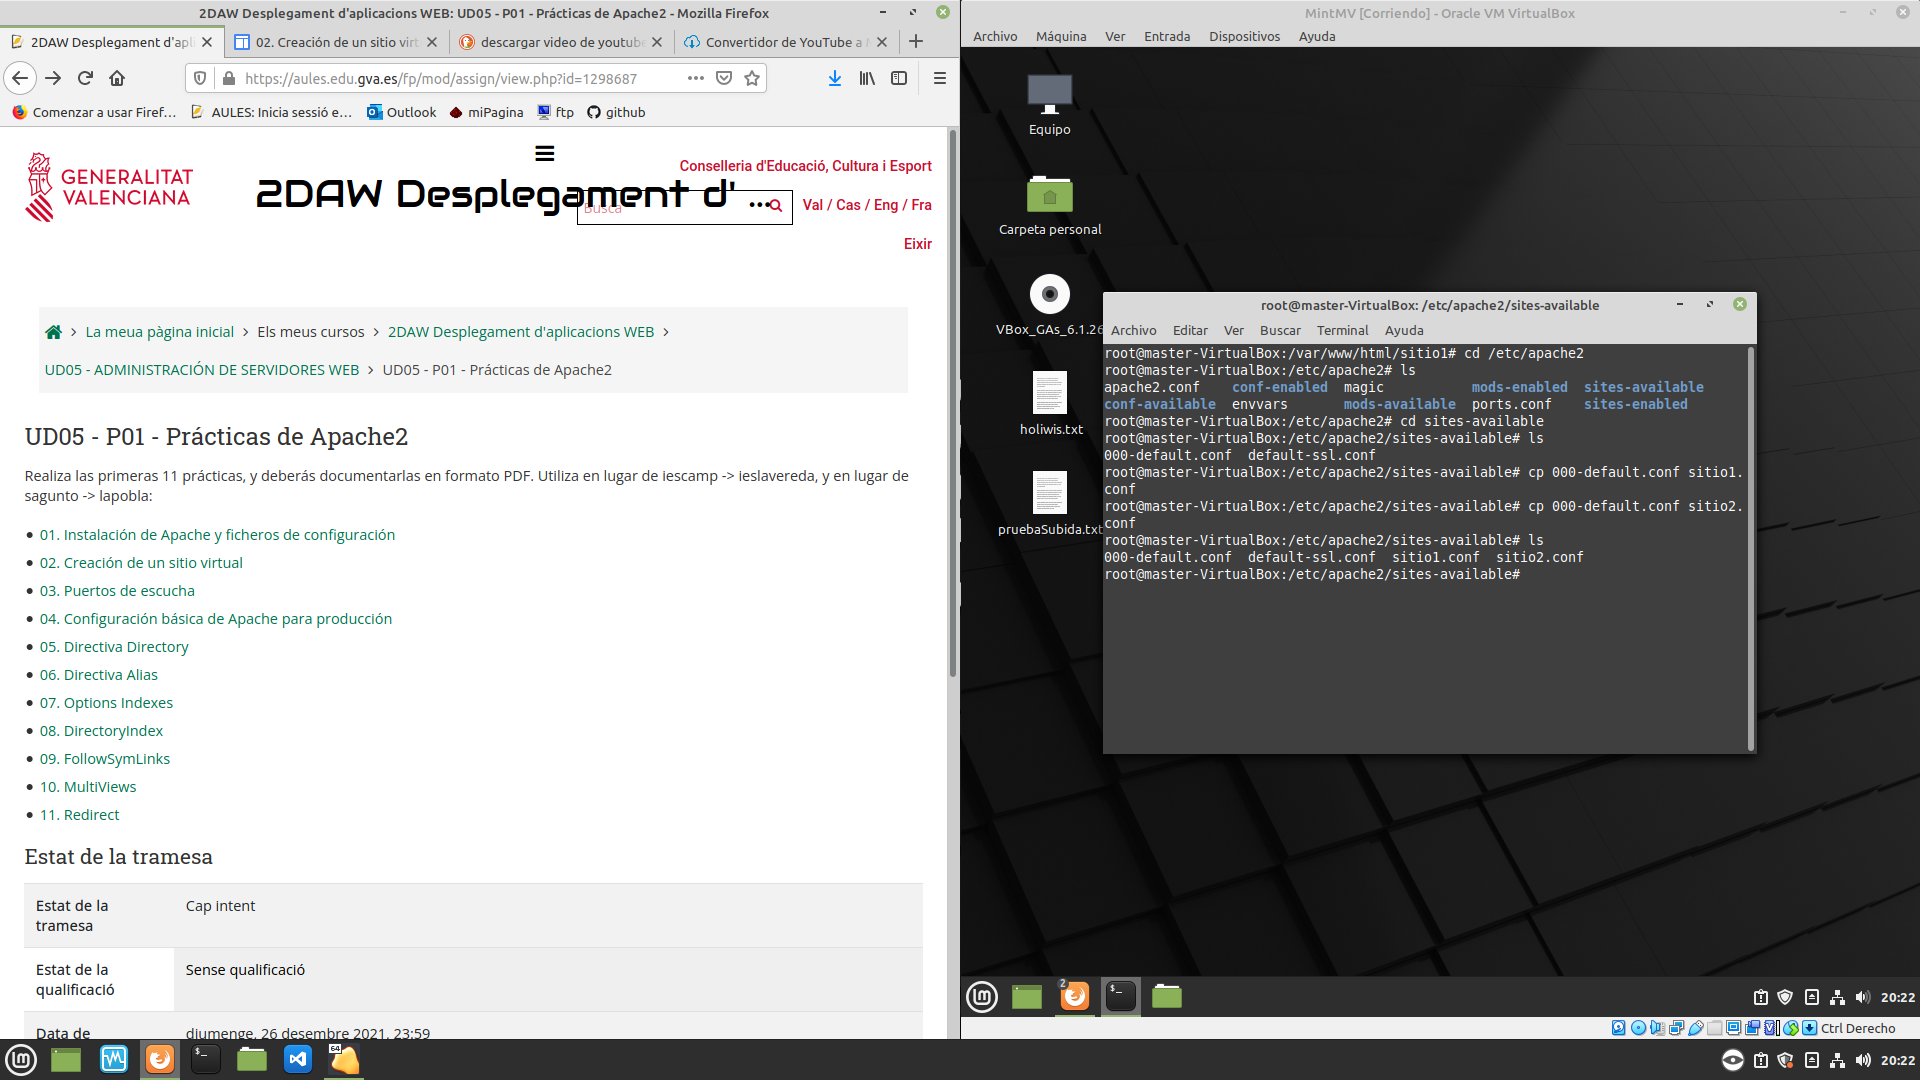 2DAW Desplegament d'aplicacions WEB: UD05 - P01 - Prácticas de Apache2 - Mozilla Firefox
2DAW Desplegament d'apl
02. Creación de un sitio virt
descargar video de youtube
Convertidor de YouTube a
https://aules.edu.gva.es/fp/mod/assign/view.php?id=1298687
Comenzar a usar Firef…
AULES: Inicia sessió e…
Outlook
miPagina
ftp
github
GENERALITAT
VALENCIANA
Conselleria d'Educació, Cultura i Esport
2DAW Desplegament d' ...
Busca
Val / Cas / Eng / Fra
Eixir
La meua pàgina inicial > Els meus cursos > 2DAW Desplegament d'aplicacions WEB >
UD05 - ADMINISTRACIÓN DE SERVIDORES WEB > UD05 - P01 - Prácticas de Apache2
UD05 - P01 - Prácticas de Apache2
Realiza las primeras 11 prácticas, y deberás documentarlas en formato PDF. Utiliza en lugar de iescamp -> ieslavereda, y en lugar de
sagunto -> lapobla:
01. Instalación de Apache y ficheros de configuración
02. Creación de un sitio virtual
03. Puertos de escucha
04. Configuración básica de Apache para producción
05. Directiva Directory
06. Directiva Alias
07. Options Indexes
08. DirectoryIndex
09. FollowSymLinks
10. MultiViews
11. Redirect
Estat de la tramesa
Estat de la
tramesa
Cap intent
Estat de la
qualificació
Sense qualificació
Data de
diumenge, 26 desembre 2021, 23:59
64
20:22
MintMV [Corriendo] - Oracle VM VirtualBox
Archivo Máquina Ver Entrada Dispositivos Ayuda
Equipo
Carpeta personal
VBox_GAs_6.1.26
holiwis.txt
pruebaSubida.txt
root@master-VirtualBox: /etc/apache2/sites-available
Archivo Editar Ver Buscar Terminal Ayuda
root@master-VirtualBox:/var/www/html/sitio1# cd /etc/apache2
root@master-VirtualBox:/etc/apache2# ls
apache2.conf conf-enabled magic mods-enabled sites-available
conf-available envvars mods-available ports.conf sites-enabled
root@master-VirtualBox:/etc/apache2# cd sites-available
root@master-VirtualBox:/etc/apache2/sites-available# ls
000-default.conf default-ssl.conf
root@master-VirtualBox:/etc/apache2/sites-available# cp 000-default.conf sitio1.
conf
root@master-VirtualBox:/etc/apache2/sites-available# cp 000-default.conf sitio2.
conf
root@master-VirtualBox:/etc/apache2/sites-available# ls
000-default.conf default-ssl.conf sitio1.conf sitio2.conf
root@master-VirtualBox:/etc/apache2/sites-available#
2
20:22
Ctrl Derecho